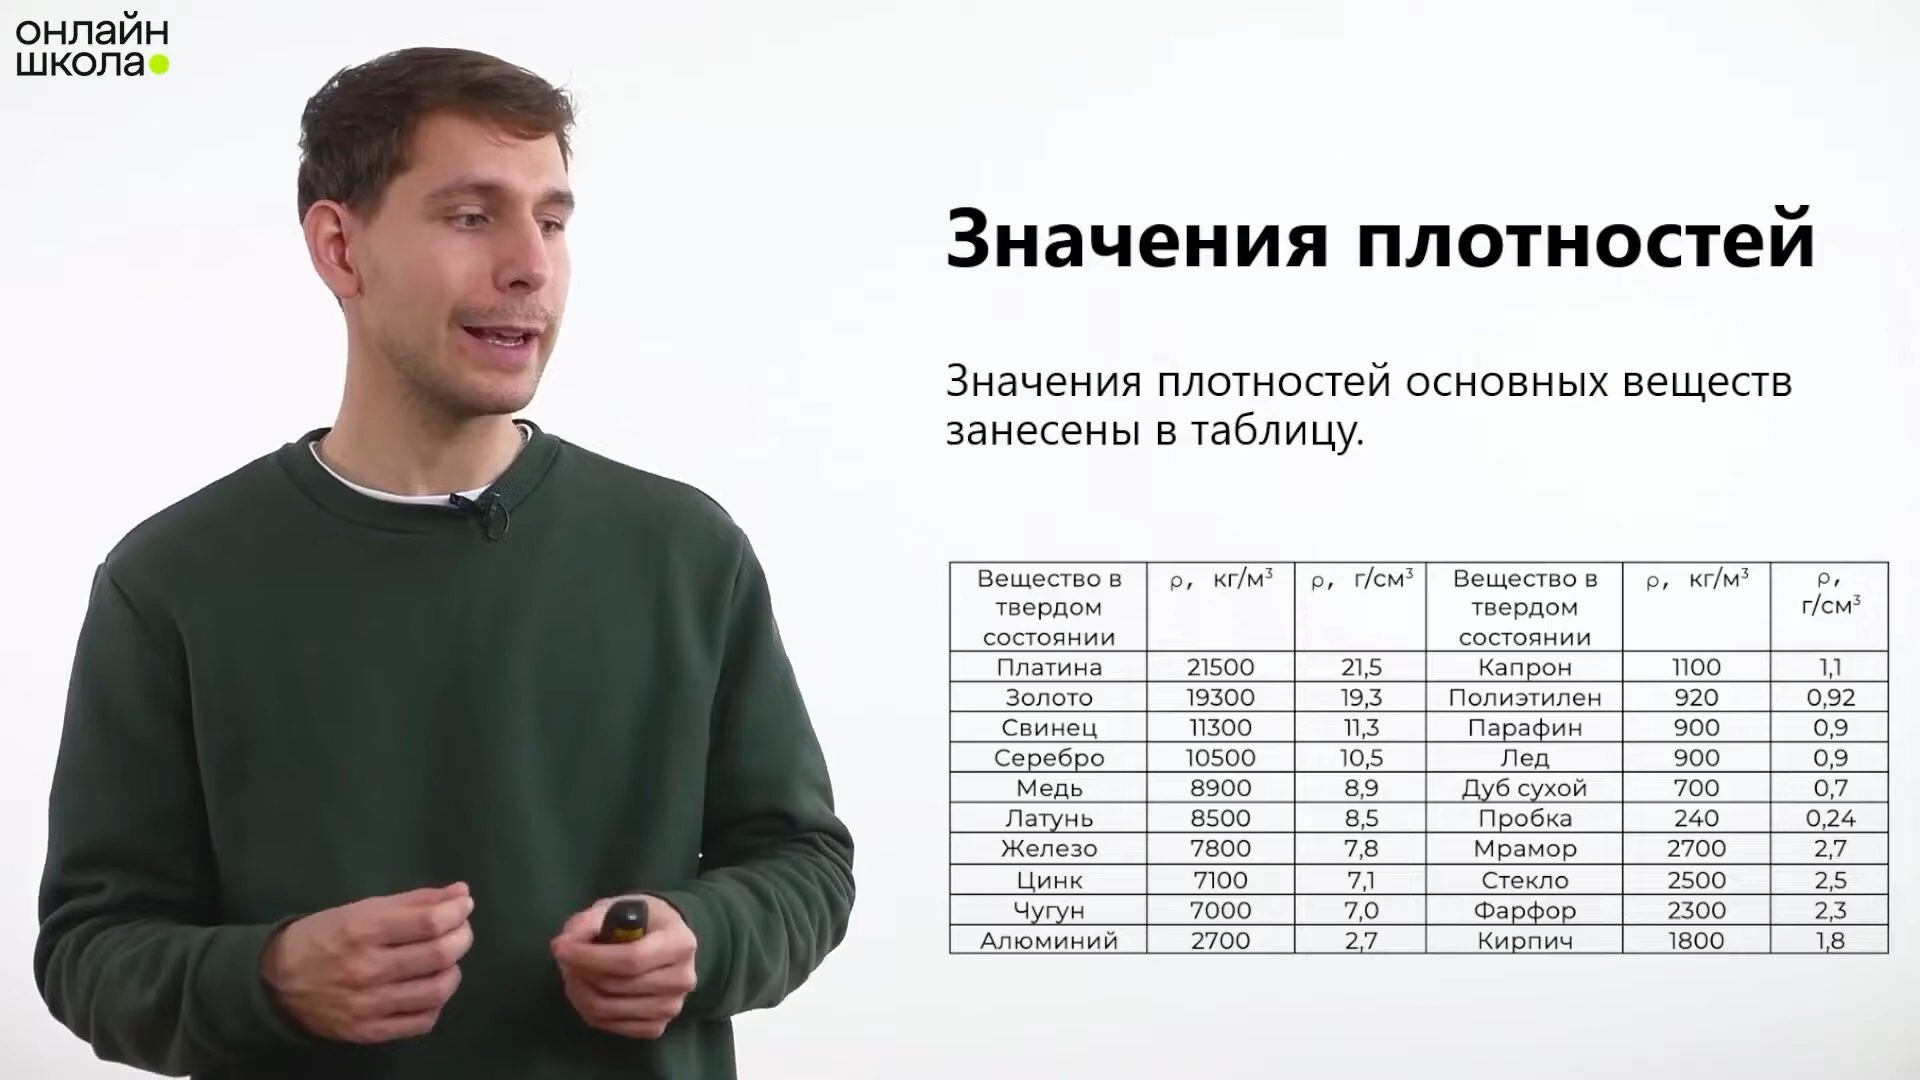 онлайн
школа
Значения плотностей
Значения плотностей основных веществ
занесены в таблицу.
Вещество в твердом состоянии ρ, кг/м³ ρ, г/см³ Вещество в твердом состоянии ρ, кг/м³ ρ, г/см³
Платина 21500 21,5 Капрон 1100 1,1
Золото 19300 19,3 Полиэтилен 920 0,92
Свинец 11300 11,3 Парафин 900 0,9
Серебро 10500 10,5 Лед 900 0,9
Медь 8900 8,9 Дуб сухой 700 0,7
Латунь 8500 8,5 Пробка 240 0,24
Железо 7800 7,8 Мрамор 2700 2,7
Цинк 7100 7,1 Стекло 2500 2,5
Чугун 7000 7,0 Фарфор 2300 2,3
Алюминий 2700 2,7 Кирпич 1800 1,8